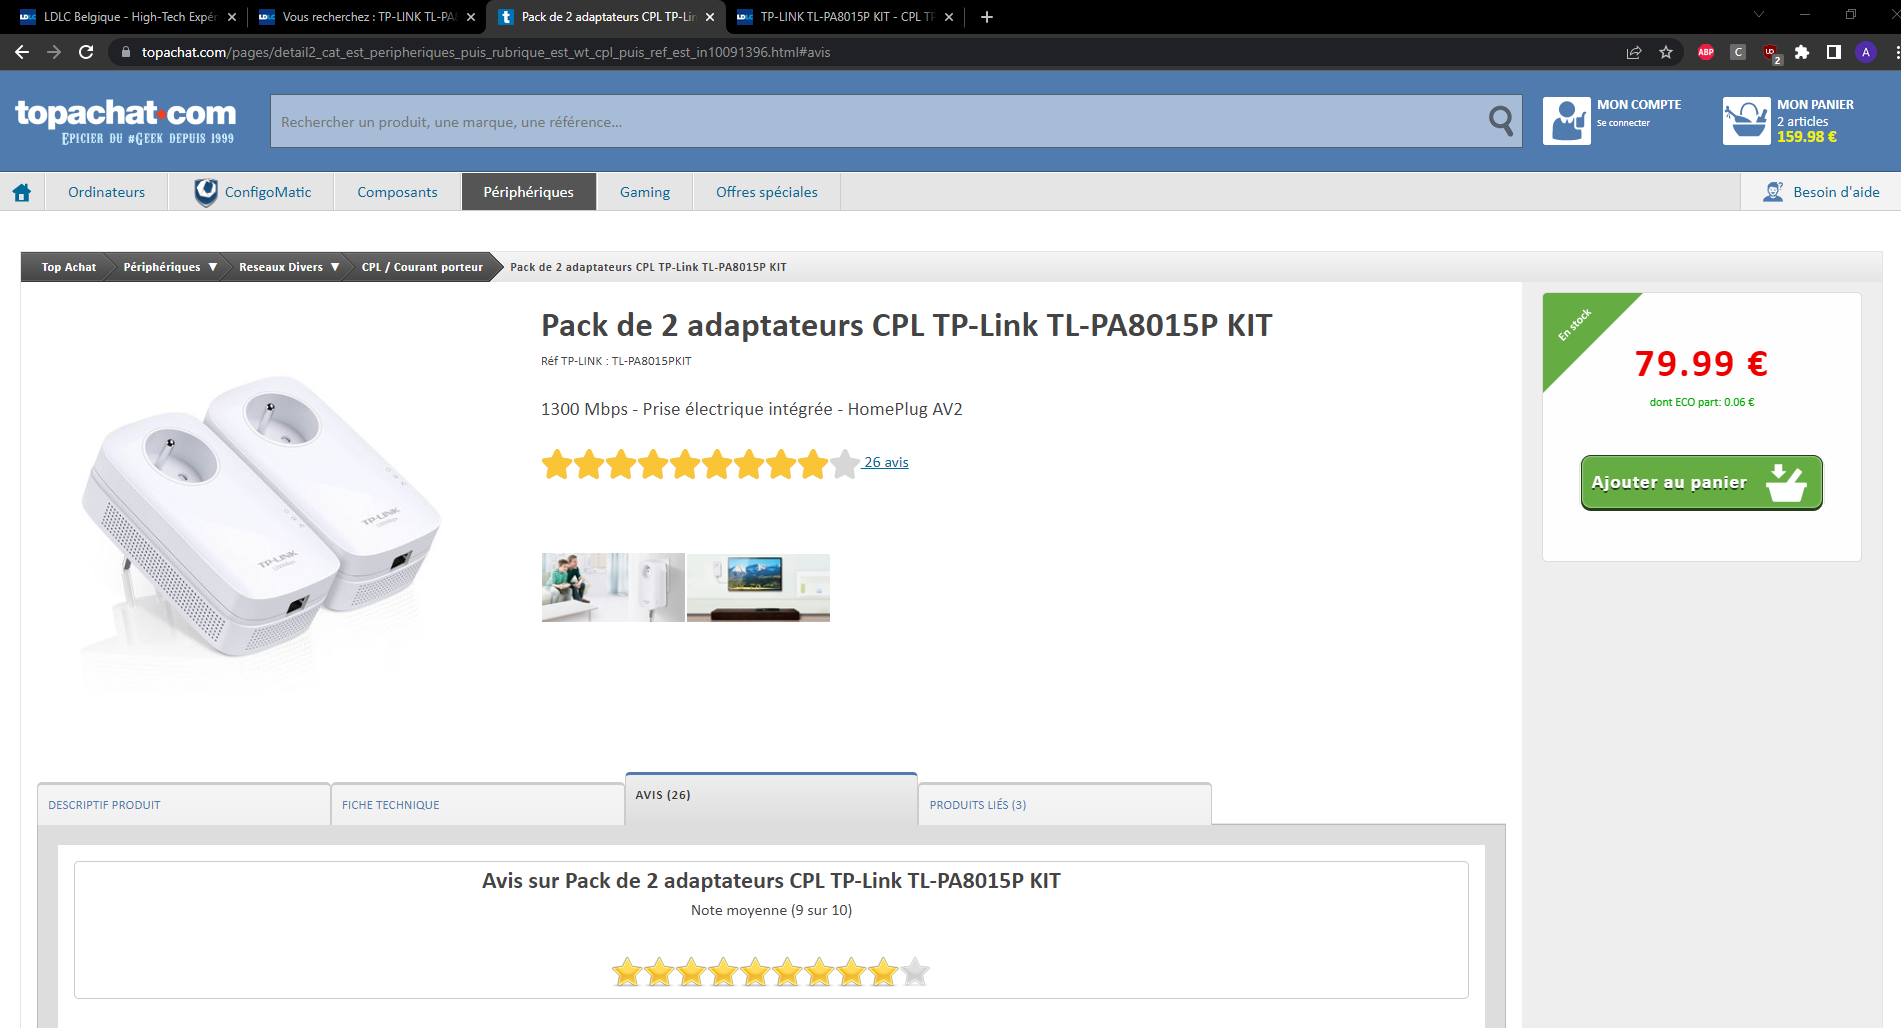 LDLC Belgique - High-Tech Expér
Vous recherchez : TP-LINK TL-PA8
Pack de 2 adaptateurs CPL TP-Lin
TP-LINK TL-PA8015P KIT - CPL TP
topachat.com/pages/detail2_cat_est_peripheriques_puis_rubrique_est_wt_cpl_puis_ref_est_in10091396.html#avis
ABP
C
2
A
topachat.com
EPICIER DU #GEEK DEPUIS 1999
Rechercher un produit, une marque, une référence...
MON COMPTE
Se connecter
MON PANIER
2 articles
159.98 €
Ordinateurs
ConfigoMatic
Composants
Périphériques
Gaming
Offres spéciales
Besoin d'aide
Top Achat
Périphériques ▼
Reseaux Divers ▼
CPL / Courant porteur
Pack de 2 adaptateurs CPL TP-Link TL-PA8015P KIT
Pack de 2 adaptateurs CPL TP-Link TL-PA8015P KIT
Réf TP-LINK : TL-PA8015PKIT
1300 Mbps - Prise électrique intégrée - HomePlug AV2
26 avis
En stock
79.99 €
dont ECO part: 0.06 €
Ajouter au panier
TP-LINK
TP-LINK
DESCRIPTIF PRODUIT
FICHE TECHNIQUE
AVIS (26)
PRODUITS LIÉS (3)
Avis sur Pack de 2 adaptateurs CPL TP-Link TL-PA8015P KIT
Note moyenne (9 sur 10)